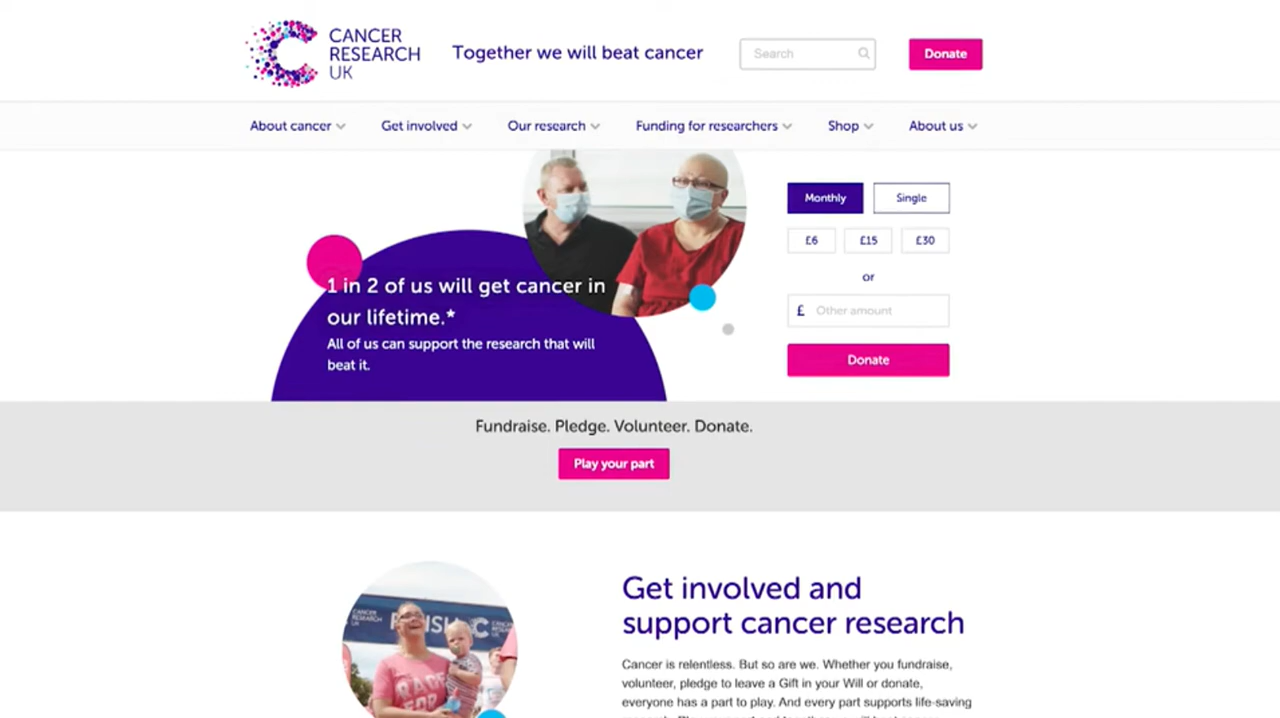 CANCER
RESEARCH
UK
Together we will beat cancer
Search
Donate
About cancer
Get involved
Our research
Funding for researchers
Shop
About us
Monthly
Single
£6
£15
£30
or
£ Other amount
Donate
1 in 2 of us will get cancer in
our lifetime.*
All of us can support the research that will
beat it.
Fundraise. Pledge. Volunteer. Donate.
Play your part
CANCER
RESEARCH
UK
Get involved and
support cancer research
Cancer is relentless. But so are we. Whether you fundraise,
volunteer, pledge to leave a Gift in your Will or donate,
everyone has a part to play. And every part supports life-saving